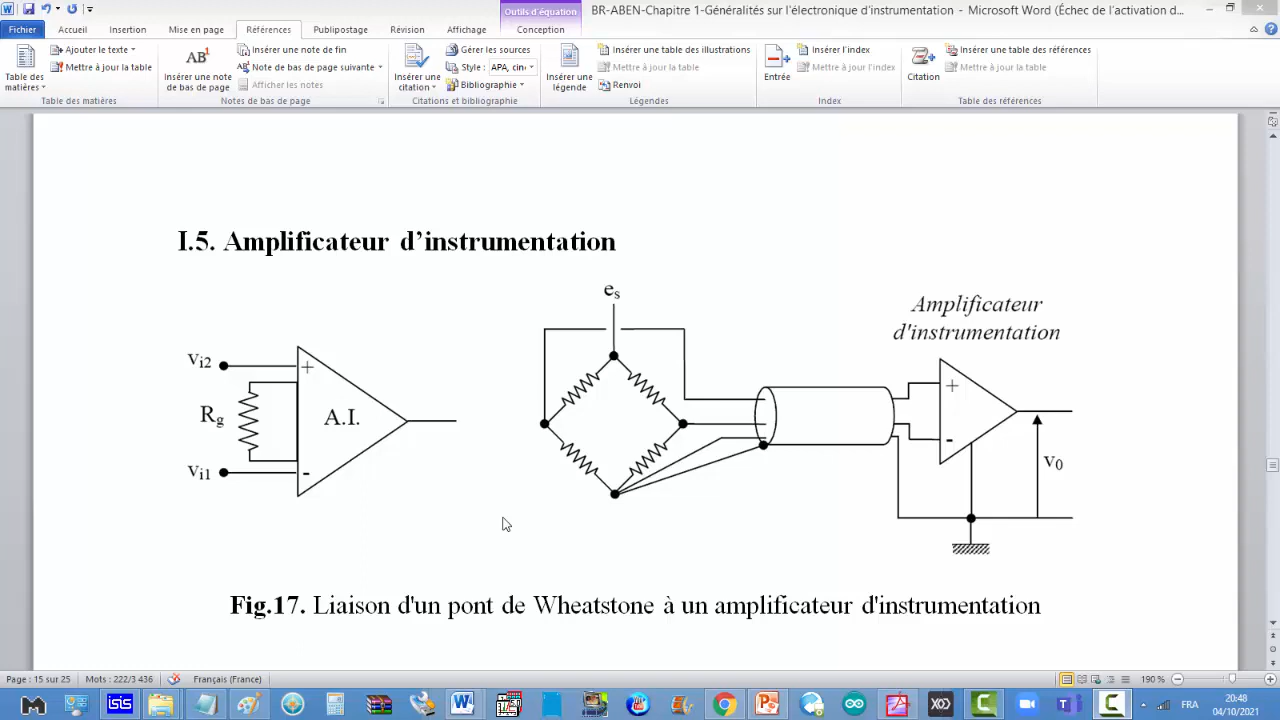 Outils d'équation
BR-ABEN-Chapitre 1-Généralités sur l'électronique d'instrumentation - Microsoft Word (Échec de l'activation d...
Fichier Accueil Insertion Mise en page Références Publipostage Révision Affichage Conception
Table des matières
Ajouter le texte
Mettre à jour la table
Table des matières
AB1
Insérer une note de bas de page
Insérer une note de fin
Note de bas de page suivante
Afficher les notes
Notes de bas de page
Insérer une citation
Gérer les sources
Style : APA, cin
Bibliographie
Citations et bibliographie
Insérer une légende
Insérer une table des illustrations
Mettre à jour la table
Renvoi
Légendes
Entrée
Insérer l'index
Mettre à jour l'index
Index
Citation
Insérer une table des références
Mettre à jour la table
Table des références
I.5. Amplificateur d’instrumentation
es
Amplificateur
d'instrumentation
vi2
+
Rg
A.I.
vi1
-
+
-
v0
Fig.17. Liaison d'un pont de Wheatstone à un amplificateur d'instrumentation
Page : 15 sur 25 Mots : 222/3 436 Français (France) 190 %
isis
FRA
20:48
04/10/2021